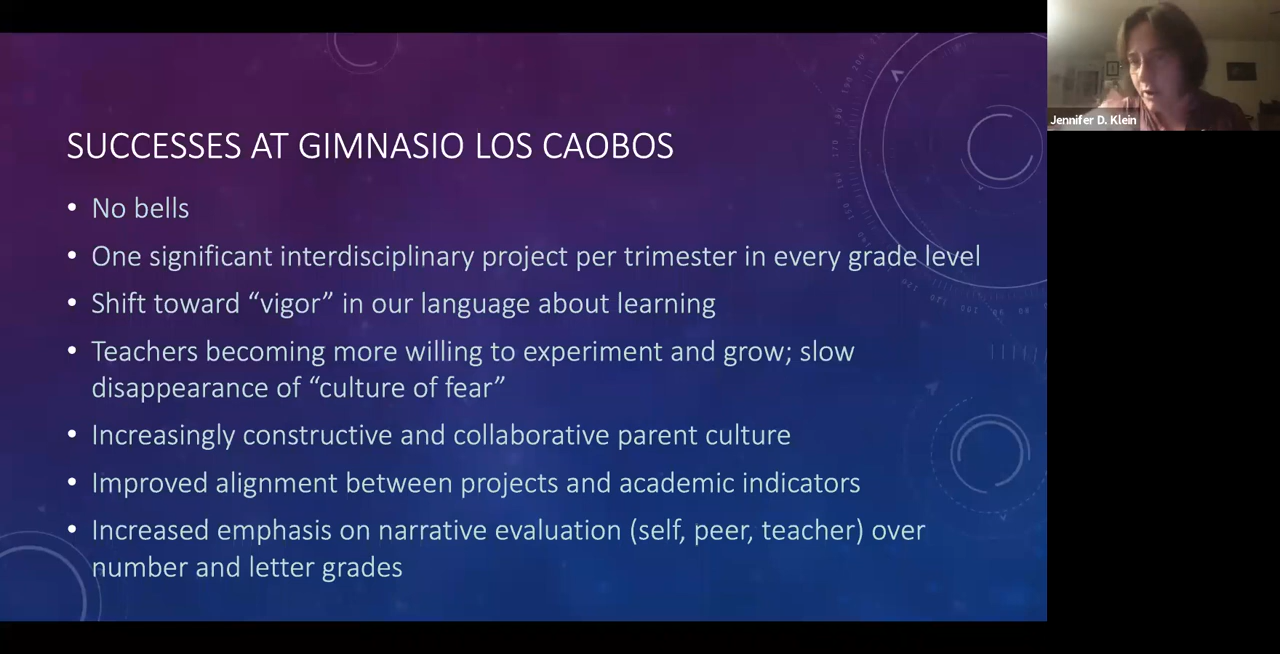 SUCCESSES AT GIMNASIO LOS CAOBOS
• No bells
• One significant interdisciplinary project per trimester in every grade level
• Shift toward “vigor” in our language about learning
• Teachers becoming more willing to experiment and grow; slow
disappearance of “culture of fear”
• Increasingly constructive and collaborative parent culture
• Improved alignment between projects and academic indicators
• Increased emphasis on narrative evaluation (self, peer, teacher) over
number and letter grades
Jennifer D. Klein